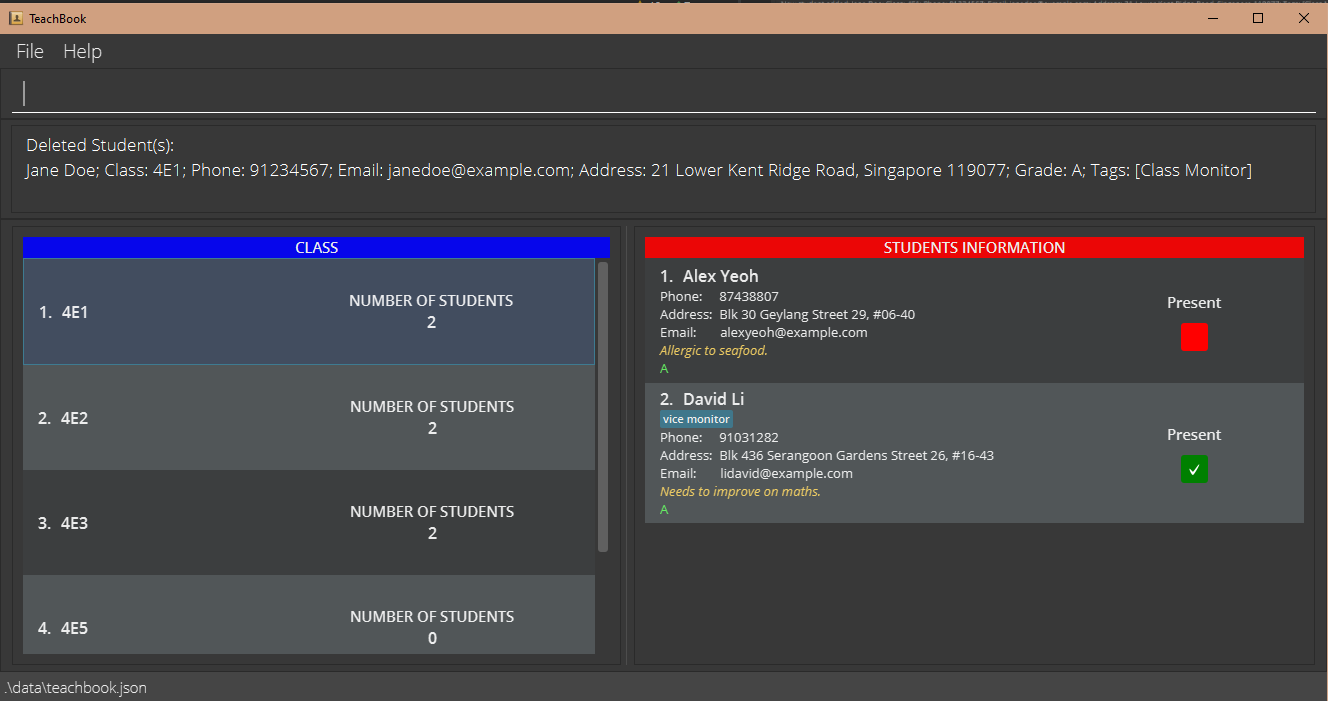 TeachBook
File Help
Deleted Student(s):
Jane Doe; Class: 4E1; Phone: 91234567; Email: janedoe@example.com; Address: 21 Lower Kent Ridge Road, Singapore 119077; Grade: A; Tags: [Class Monitor]
CLASS
1. 4E1
NUMBER OF STUDENTS
2
2. 4E2
NUMBER OF STUDENTS
2
3. 4E3
NUMBER OF STUDENTS
2
4. 4E5
NUMBER OF STUDENTS
0
STUDENTS INFORMATION
1. Alex Yeoh
Phone: 87438807
Address: Blk 30 Geylang Street 29, #06-40
Email: alexyeoh@example.com
Allergic to seafood.
A
Present
2. David Li
vice monitor
Phone: 91031282
Address: Blk 436 Serangoon Gardens Street 26, #16-43
Email: lidavid@example.com
Needs to improve on maths.
A
Present
✓
.\data\teachbook.json